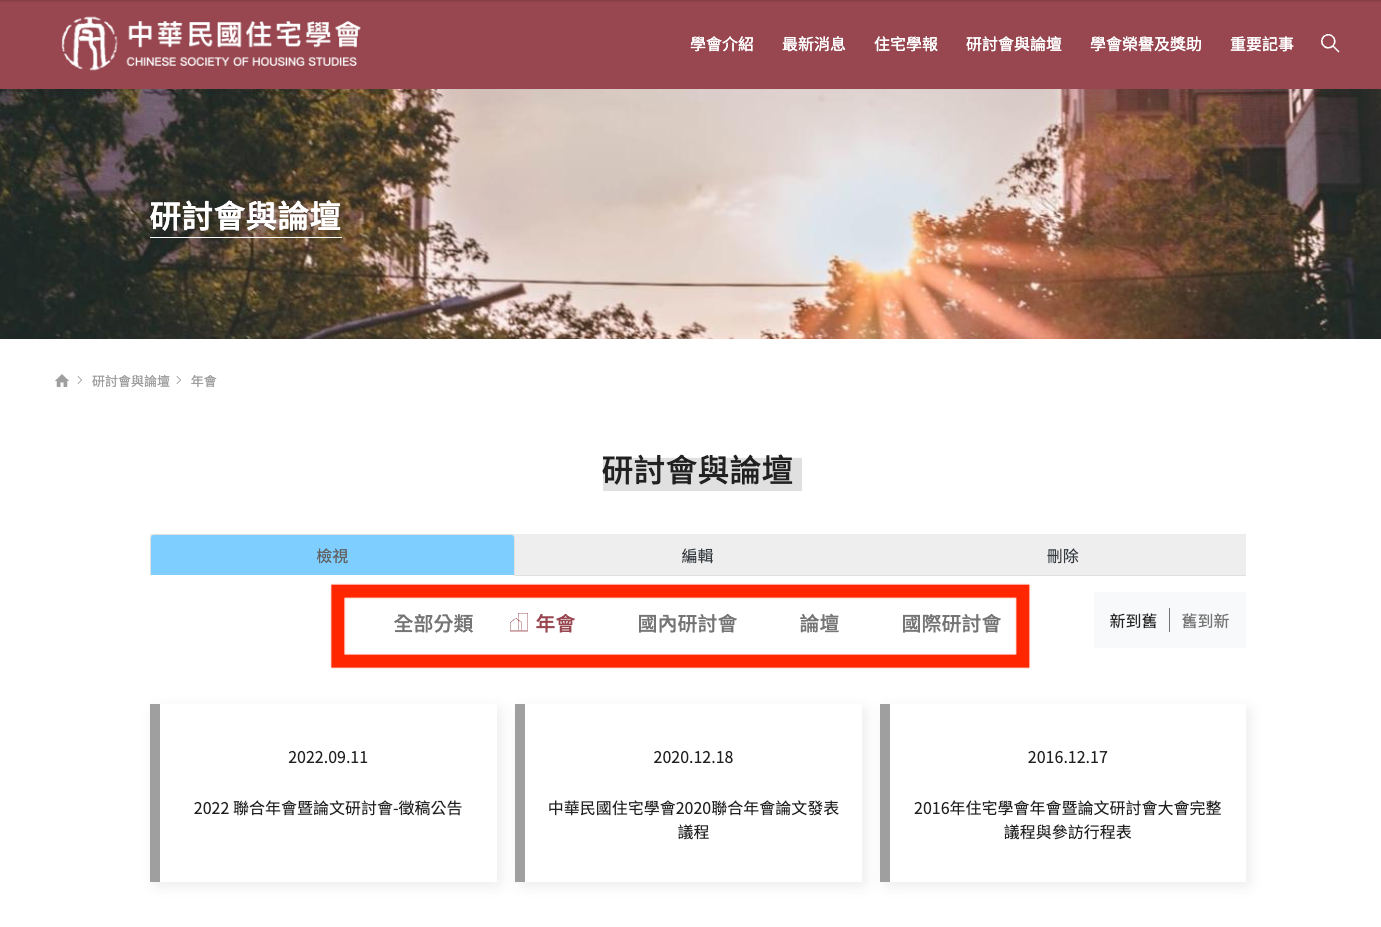 中華民國住宅學會
CHINESE SOCIETY OF HOUSING STUDIES
學會介紹 最新消息 住宅學報 研討會與論壇 學會榮譽及獎助 重要記事
研討會與論壇
研討會與論壇 年會
研討會與論壇
檢視 編輯 刪除
全部分類 年會 國內研討會 論壇 國際研討會
新到舊 舊到新
2022.09.11
2022 聯合年會暨論文研討會-徵稿公告
2020.12.18
中華民國住宅學會2020聯合年會論文發表
議程
2016.12.17
2016年住宅學會年會暨論文研討會大會完整
議程與參訪行程表